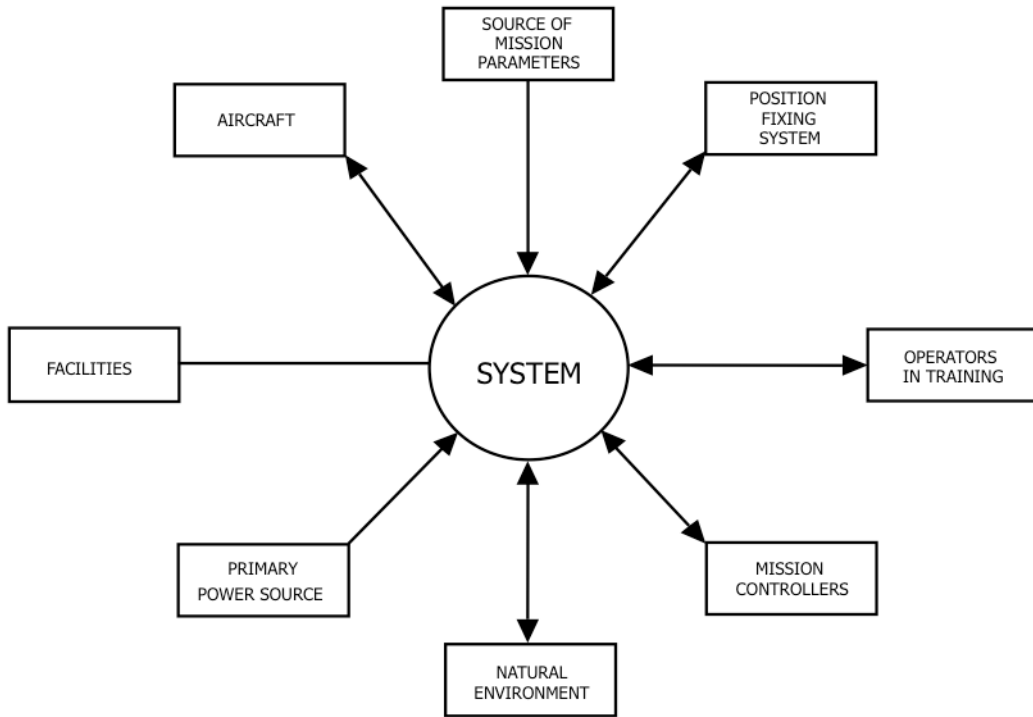 SOURCE OF
MISSION
PARAMETERS
AIRCRAFT
POSITION
FIXING
SYSTEM
FACILITIES
SYSTEM
OPERATORS
IN TRAINING
PRIMARY
POWER SOURCE
MISSION
CONTROLLERS
NATURAL
ENVIRONMENT